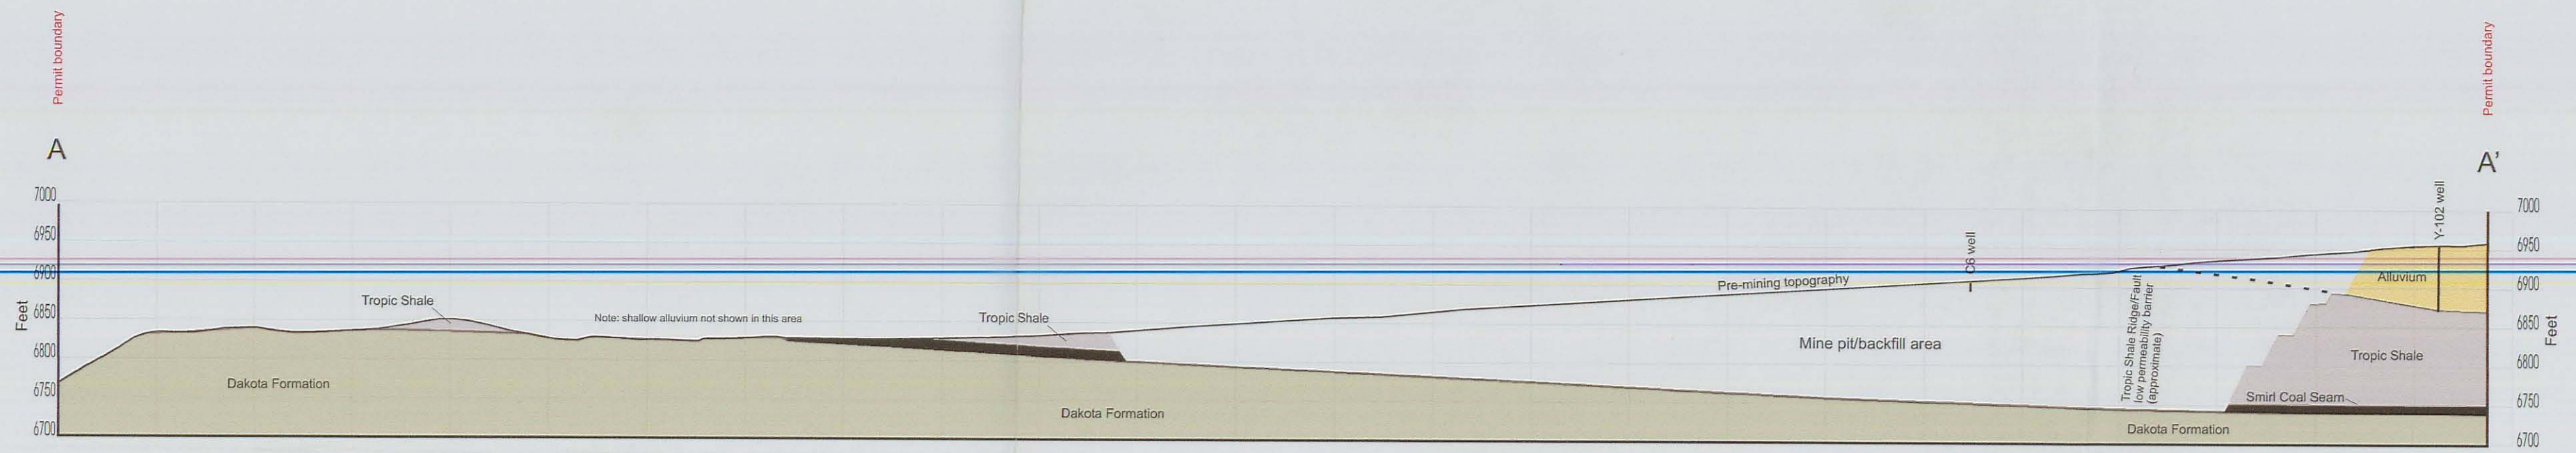 Permit boundary
Permit boundary
A
A'
7000
6950
6900
6850
6800
6750
6700
Feet
Tropic Shale
Note: shallow alluvium not shown in this area
Dakota Formation
Tropic Shale
Dakota Formation
Pre-mining topography
C6 well
Mine pit/backfill area
Tropic Shale Ridge/Fault
low permeability barrier
(approximate)
Y-102 well
Alluvium
Tropic Shale
Smirl Coal Seam
Dakota Formation
7000
6950
6900
6850
6800
6750
6700
Feet